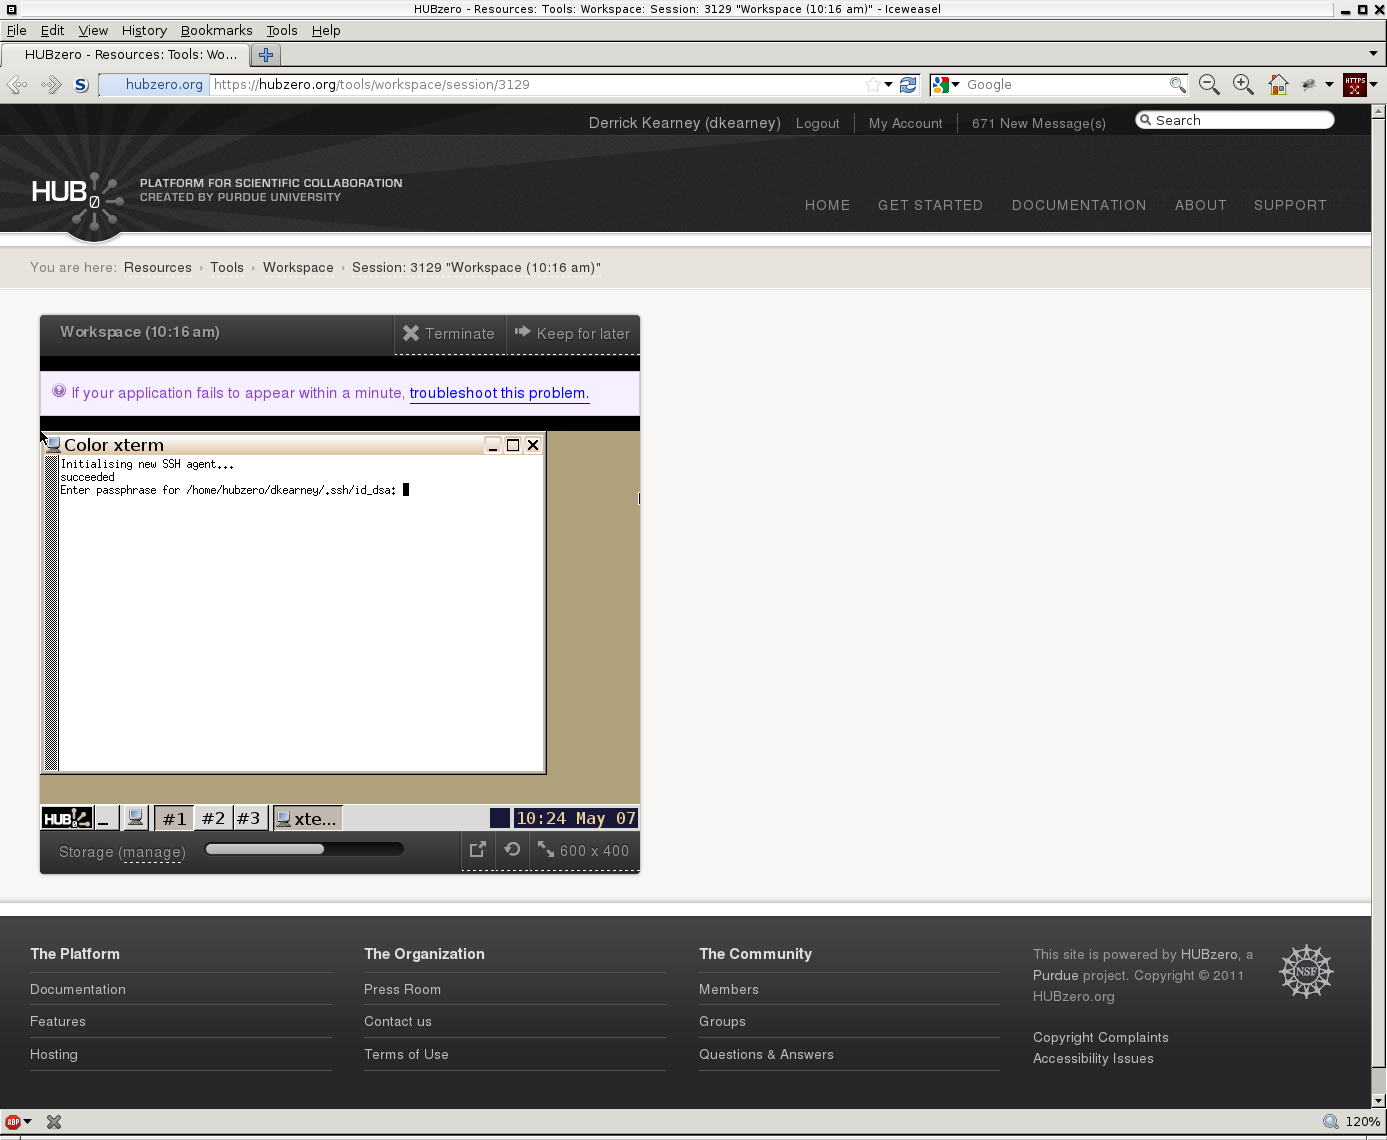 HUBzero - Resources: Tools: Workspace: Session: 3129 "Workspace (10:16 am)" - Iceweasel
File Edit View History Bookmarks Tools Help
HUBzero - Resources: Tools: Wo...
hubzero.org https://hubzero.org/tools/workspace/session/3129 Google HTTPS
Derrick Kearney (dkearney) Logout My Account 671 New Message(s) Search
HUB0
PLATFORM FOR SCIENTIFIC COLLABORATION
CREATED BY PURDUE UNIVERSITY
HOME GET STARTED DOCUMENTATION ABOUT SUPPORT
You are here: Resources › Tools › Workspace › Session: 3129 "Workspace (10:16 am)"
Workspace (10:16 am) Terminate Keep for later
If your application fails to appear within a minute, troubleshoot this problem.
Color xterm
Initialising new SSH agent...
succeeded
Enter passphrase for /home/hubzero/dkearney/.ssh/id_dsa:
HUB #1 #2 #3 xte... 10:24 May 07
Storage (manage) 600 x 400
The Platform
Documentation
Features
Hosting
The Organization
Press Room
Contact us
Terms of Use
The Community
Members
Groups
Questions & Answers
This site is powered by HUBzero, a
Purdue project. Copyright © 2011
HUBzero.org
NSF
Copyright Complaints
Accessibility Issues
ABP 120%